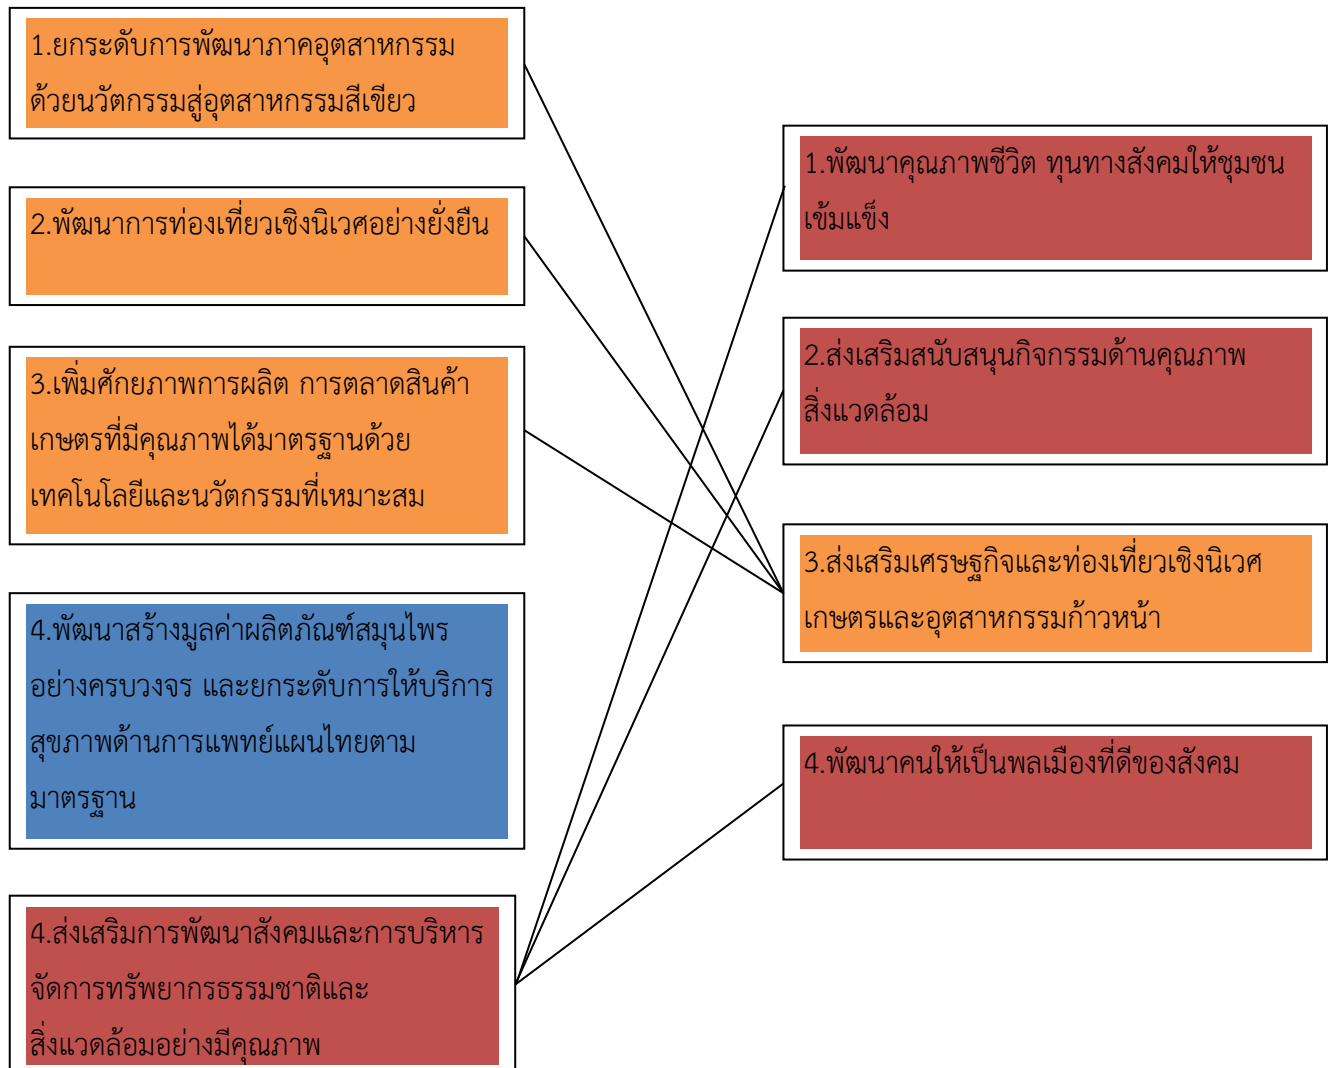 1.ยกระดับการพัฒนาภาคอุตสาหกรรม
ด้วยนวัตกรรมสู่อุตสาหกรรมสีเขียว
2.พัฒนาการท่องเที่ยวเชิงนิเวศอย่างยั่งยืน
3.เพิ่มศักยภาพการผลิต การตลาดสินค้า
เกษตรที่มีคุณภาพได้มาตรฐานด้วย
เทคโนโลยีและนวัตกรรมที่เหมาะสม
4.พัฒนาสร้างมูลค่าผลิตภัณฑ์สมุนไพร
อย่างครบวงจร และยกระดับการให้บริการ
สุขภาพด้านการแพทย์แผนไทยตาม
มาตรฐาน
4.ส่งเสริมการพัฒนาสังคมและการบริหาร
จัดการทรัพยากรธรรมชาติและ
สิ่งแวดล้อมอย่างมีคุณภาพ
1.พัฒนาคุณภาพชีวิต ทุนทางสังคมให้ชุมชน
เข้มแข็ง
2.ส่งเสริมสนับสนุนกิจกรรมด้านคุณภาพ
สิ่งแวดล้อม
3.ส่งเสริมเศรษฐกิจและท่องเที่ยวเชิงนิเวศ
เกษตรและอุตสาหกรรมก้าวหน้า
4.พัฒนาคนให้เป็นพลเมืองที่ดีของสังคม